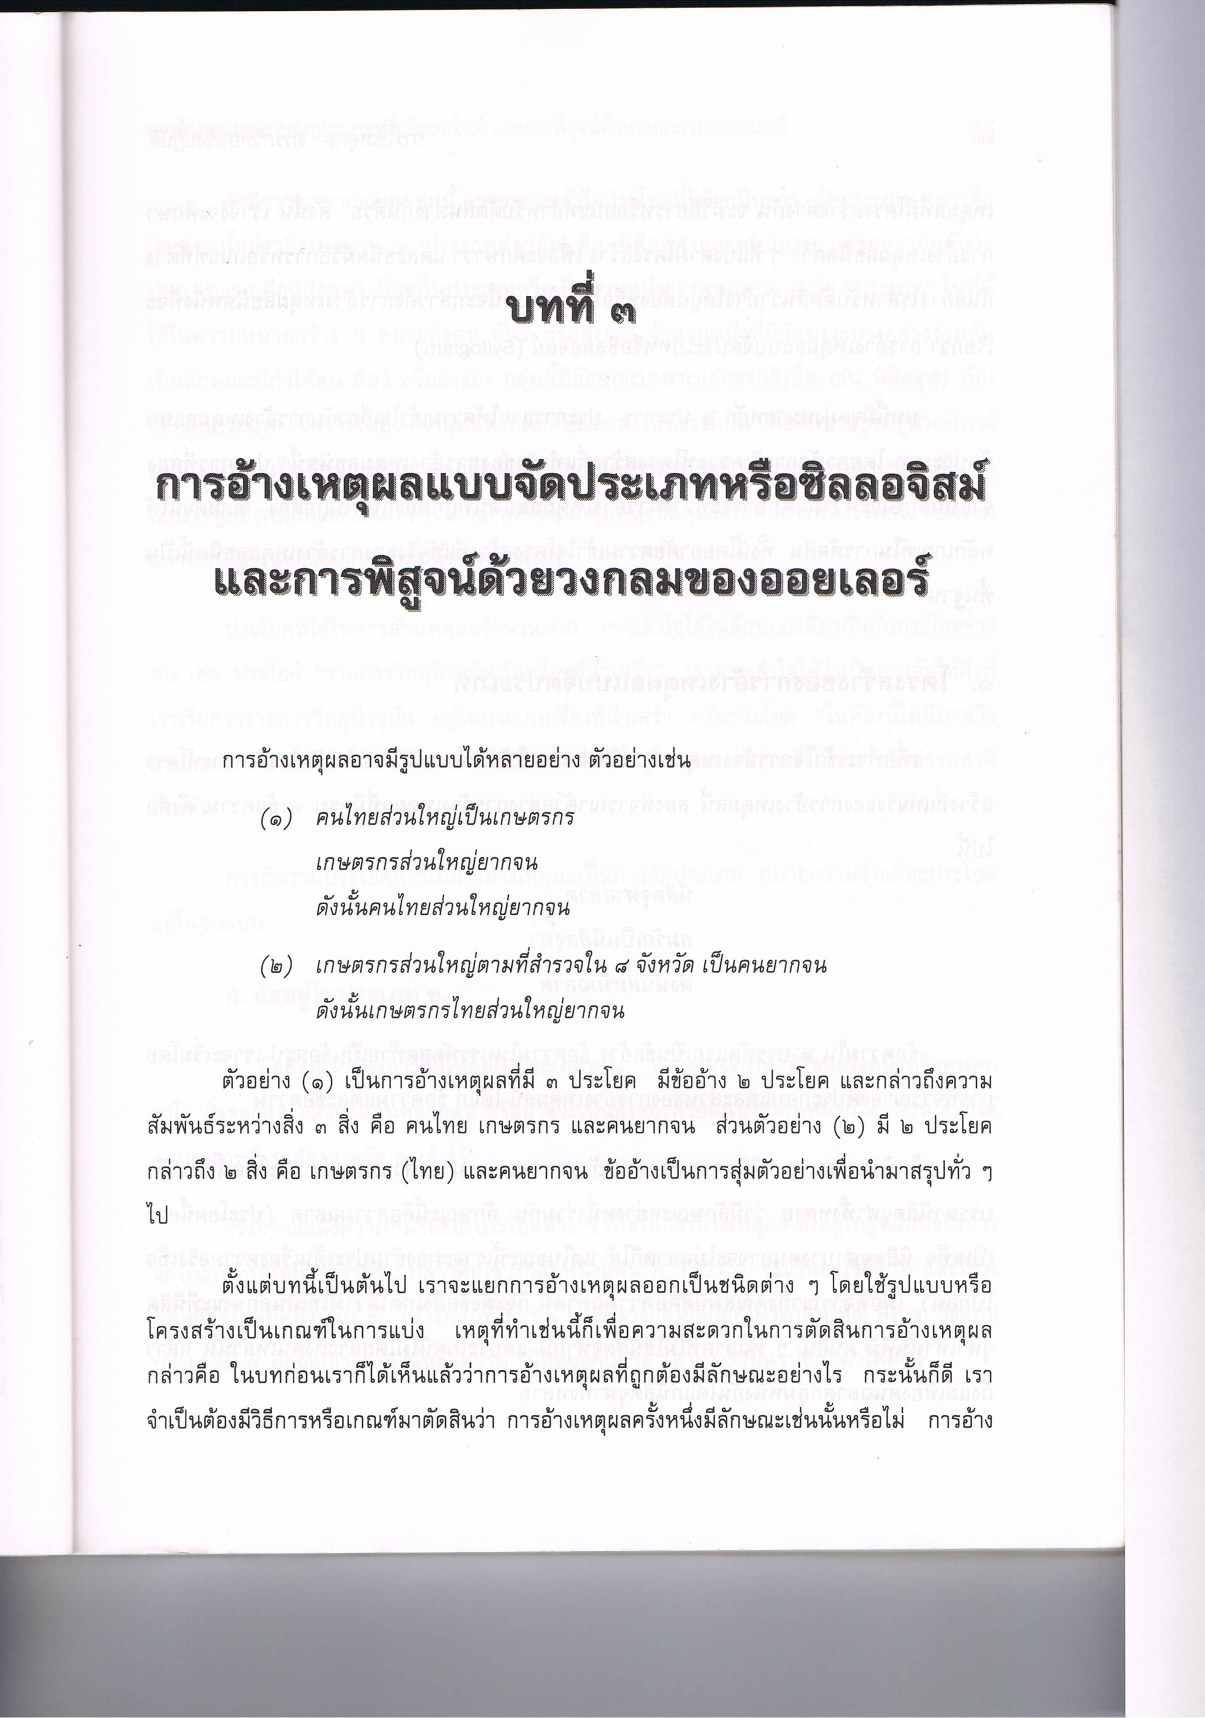 บทที่ ๓
การอ้างเหตุผลแบบจัดประเภทหรือซิลลอจิสม์
และการพิสูจน์ด้วยวงกลมของออยเลอร์
การอ้างเหตุผลอาจมีรูปแบบได้หลายอย่าง ตัวอย่างเช่น
(๑) คนไทยส่วนใหญ่เป็นเกษตรกร
เกษตรกรส่วนใหญ่ยากจน
ดังนั้นคนไทยส่วนใหญ่ยากจน
(๒) เกษตรกรส่วนใหญ่ตามที่สำรวจใน ๘ จังหวัด เป็นคนยากจน
ดังนั้นเกษตรกรไทยส่วนใหญ่ยากจน
ตัวอย่าง (๑) เป็นการอ้างเหตุผลที่มี ๓ ประโยค มีข้ออ้าง ๒ ประโยค และกล่าวถึงความ
สัมพันธ์ระหว่างสิ่ง ๓ สิ่ง คือ คนไทย เกษตรกร และคนยากจน ส่วนตัวอย่าง (๒) มี ๒ ประโยค
กล่าวถึง ๒ สิ่ง คือ เกษตรกร (ไทย) และคนยากจน ข้ออ้างเป็นการสุ่มตัวอย่างเพื่อนำมาสรุปทั่ว ๆ
ไป
ตั้งแต่บทนี้เป็นต้นไป เราจะแยกการอ้างเหตุผลออกเป็นชนิดต่าง ๆ โดยใช้รูปแบบหรือ
โครงสร้างเป็นเกณฑ์ในการแบ่ง เหตุที่ทำเช่นนี้ก็เพื่อความสะดวกในการตัดสินการอ้างเหตุผล
กล่าวคือ ในบทก่อนเราก็ได้เห็นแล้วว่าการอ้างเหตุผลที่ถูกต้องมีลักษณะอย่างไร กระนั้นก็ดี เรา
จำเป็นต้องมีวิธีการหรือเกณฑ์มาตัดสินว่า การอ้างเหตุผลครั้งหนึ่งมีลักษณะเช่นนั้นหรือไม่ การอ้าง